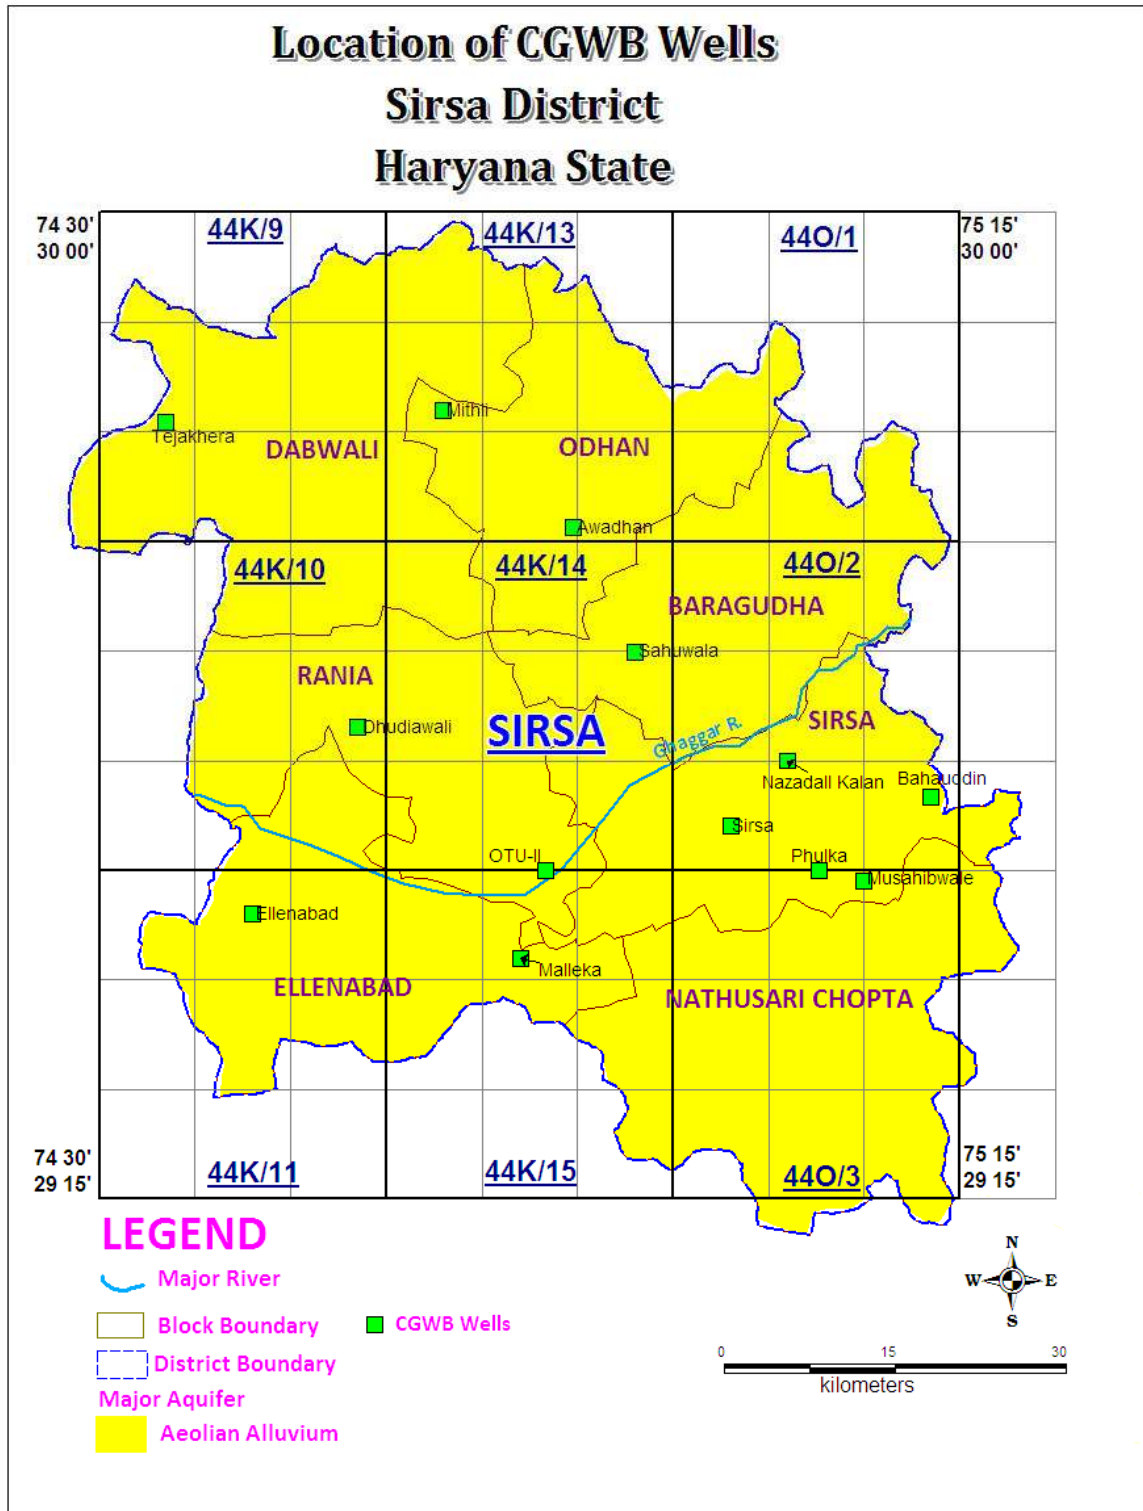 Location of CGWB Wells
Sirsa District
Haryana State
74 30'
30 00'
44K/9
44K/13
44O/1
75 15'
30 00'
Mithli
Tejakhera
DABWALI
ODHAN
Awadhan
44K/10
44K/14
44O/2
BARAGUDHA
Sahuwala
RANIA
Dhudiawali
SIRSA
Ghaggar R.
SIRSA
Nazadall Kalan
Bahauddin
Sirsa
OTU-II
Phulka
Musahibwale
Ellenabad
Malleka
ELLENABAD
NATHUSARI CHOPTA
74 30'
29 15'
44K/11
44K/15
44O/3
75 15'
29 15'
LEGEND
Major River
Block Boundary
CGWB Wells
District Boundary
Major Aquifer
Aeolian Alluvium
N
W E
S
0 15 30
kilometers